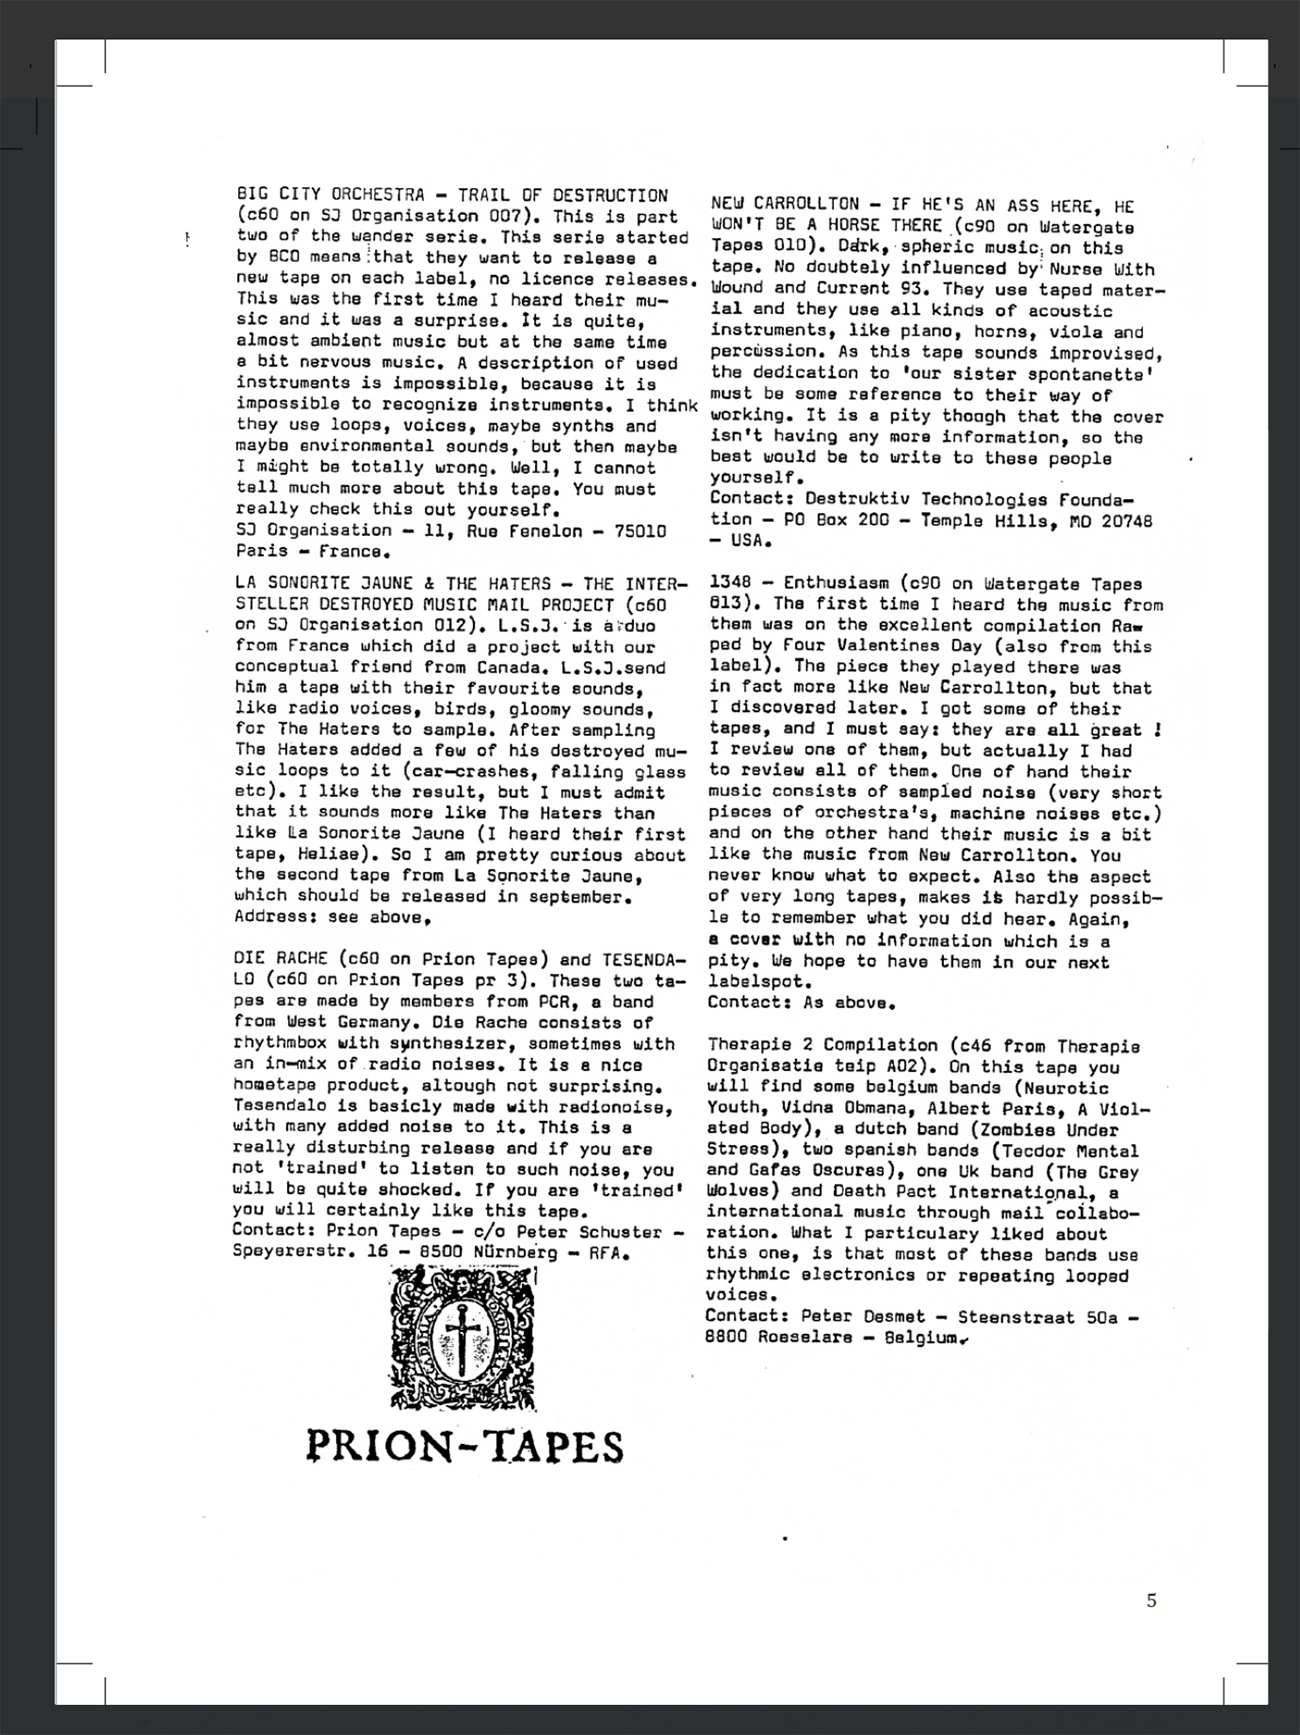 BIG CITY ORCHESTRA - TRAIL OF DESTRUCTION
(c60 on SJ Organisation 007). This is part
two of the wander serie. This serie started
by BCO means that they want to release a
new tape on each label, no licence releases.
This was the first time I heard their mu-
sic and it was a surprise. It is quite,
almost ambient music but at the same time
a bit nervous music. A description of used
instruments is impossible, because it is
impossible to recognize instruments. I think
they use loops, voices, maybe synths and
maybe environmental sounds, but then maybe
I might be totally wrong. Well, I cannot
tell much more about this tape. You must
really check this out yourself.
SJ Organisation - 11, Rue Fenelon - 75010
Paris - France.
LA SONORITE JAUNE & THE HATERS - THE INTER-
STELLER DESTROYED MUSIC MAIL PROJECT (c60
on SJ Organisation 012). L.S.J. is a duo
from France which did a project with our
conceptual friend from Canada. L.S.J.send
him a tape with their favourite sounds,
like radio voices, birds, gloomy sounds,
for The Haters to sample. After sampling
The Haters added a few of his destroyed mu-
sic loops to it (car-crashes, falling glass
etc). I like the result, but I must admit
that it sounds more like The Haters than
like La Sonorite Jaune (I heard their first
tape, Heliae). So I am pretty curious about
the second tape from La Sonorite Jaune,
which should be released in september.
Address: see above,
DIE RACHE (c60 on Prion Tapes) and TESENDA-
LO (c60 on Prion Tapes pr 3). These two ta-
pes are made by members from PCR, a band
from West Germany. Die Rache consists of
rhythmbox with synthesizer, sometimes with
an in-mix of radio noises. It is a nice
hometape product, altough not surprising.
Tesendalo is basicly made with radionoise,
with many added noise to it. This is a
really disturbing release and if you are
not 'trained' to listen to such noise, you
will be quite shocked. If you are 'trained'
you will certainly like this tape.
Contact: Prion Tapes - c/o Peter Schuster -
Speyererstr. 16 - 8500 Nürnberg - RFA.
PRION-TAPES
NEW CARROLLTON - IF HE'S AN ASS HERE, HE
WON'T BE A HORSE THERE (c90 on Watergate
Tapes 010). Dark, spheric music on this
tape. No doubtely influenced by Nurse With
Wound and Current 93. They use taped mater-
ial and they use all kinds of acoustic
instruments, like piano, horns, viola and
percussion. As this tape sounds improvised,
the dedication to 'our sister spontanette'
must be some reference to their way of
working. It is a pity though that the cover
isn't having any more information, so the
best would be to write to these people
yourself.
Contact: Destruktiv Technologies Founda-
tion - PO Box 200 - Temple Hills, MD 20748
- USA.
1348 - Enthusiasm (c90 on Watergate Tapes
013). The first time I heard the music from
them was on the excellent compilation Raw
ped by Four Valentines Day (also from this
label). The piece they played there was
in fact more like New Carrollton, but that
I discovered later. I got some of their
tapes, and I must say: they are all great !
I review one of them, but actually I had
to review all of them. One of hand their
music consists of sampled noise (very short
pieces of orchestra's, machine noises etc.)
and on the other hand their music is a bit
like the music from New Carrollton. You
never know what to expect. Also the aspect
of very long tapes, makes it hardly possib-
le to remember what you did hear. Again,
a cover with no information which is a
pity. We hope to have them in our next
labelspot.
Contact: As above.
Therapie 2 Compilation (c46 from Therapie
Organisatie teip A02). On this tape you
will find some belgium bands (Neurotic
Youth, Vidna Obmana, Albert Paris, A Viol-
ated Body), a dutch band (Zombies Under
Stress), two spanish bands (Tecdor Mental
and Gafas Oscuras), one Uk band (The Grey
Wolves) and Death Pact International, a
international music through mail collabo-
ration. What I particulary liked about
this one, is that most of these bands use
rhythmic electronics or repeating looped
voices.
Contact: Peter Desmet - Steenstraat 50a -
8800 Roeselare - Belgium.
5